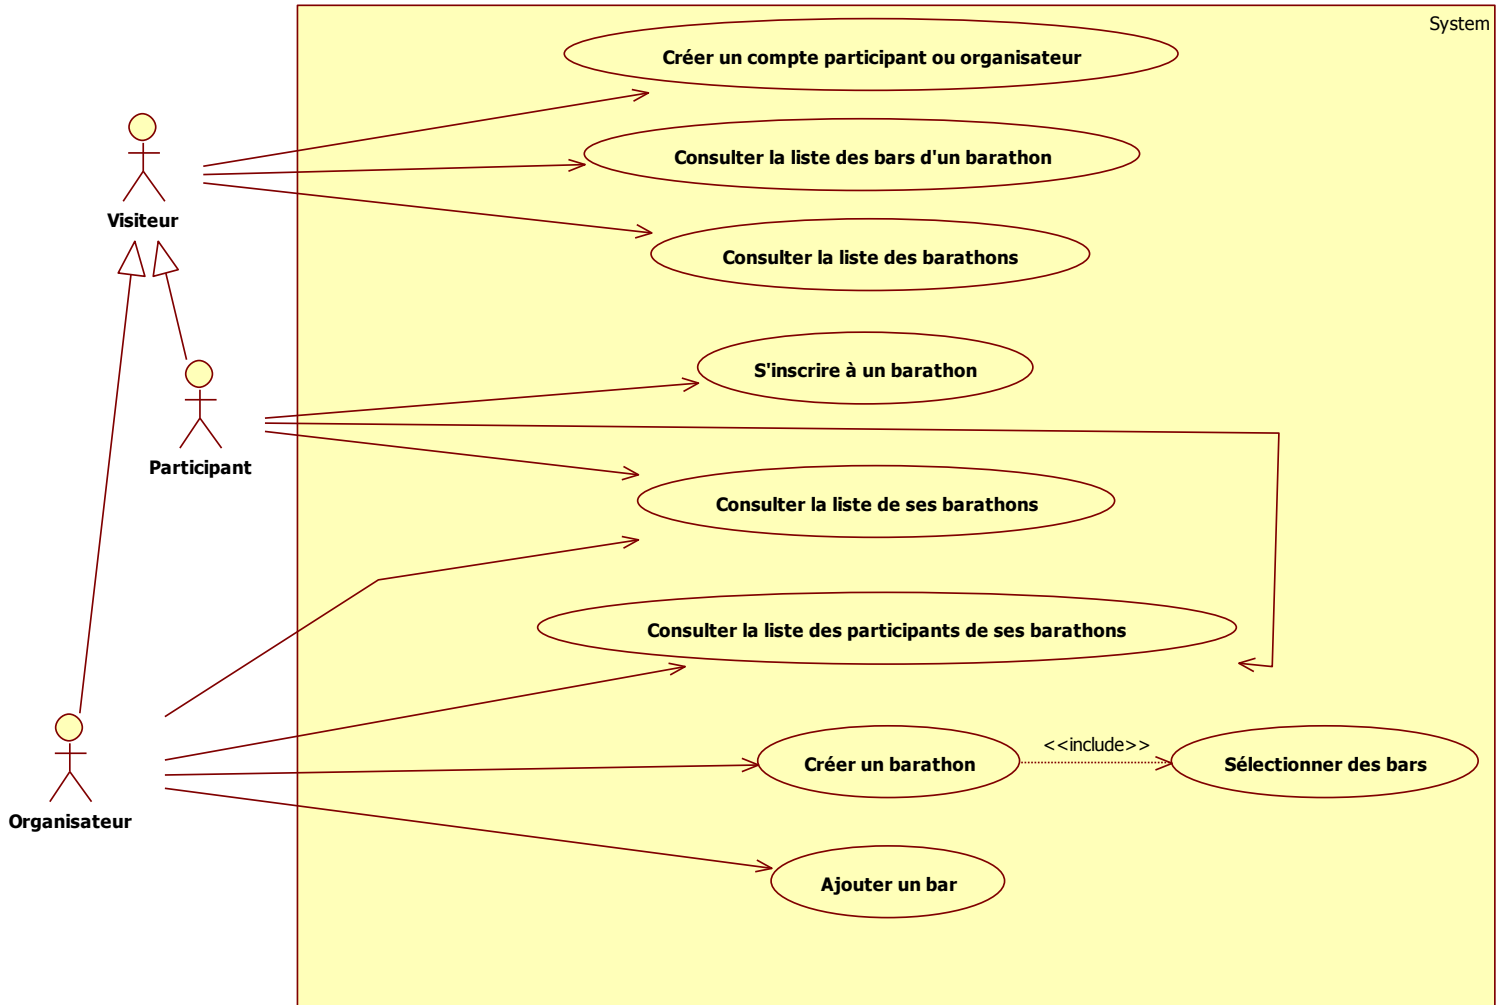 System
Créer un compte participant ou organisateur
Consulter la liste des bars d'un barathon
Visiteur
Consulter la liste des barathons
S'inscrire à un barathon
Participant
Consulter la liste de ses barathons
Consulter la liste des participants de ses barathons
Créer un barathon
<<include>>
Sélectionner des bars
Organisateur
Ajouter un bar